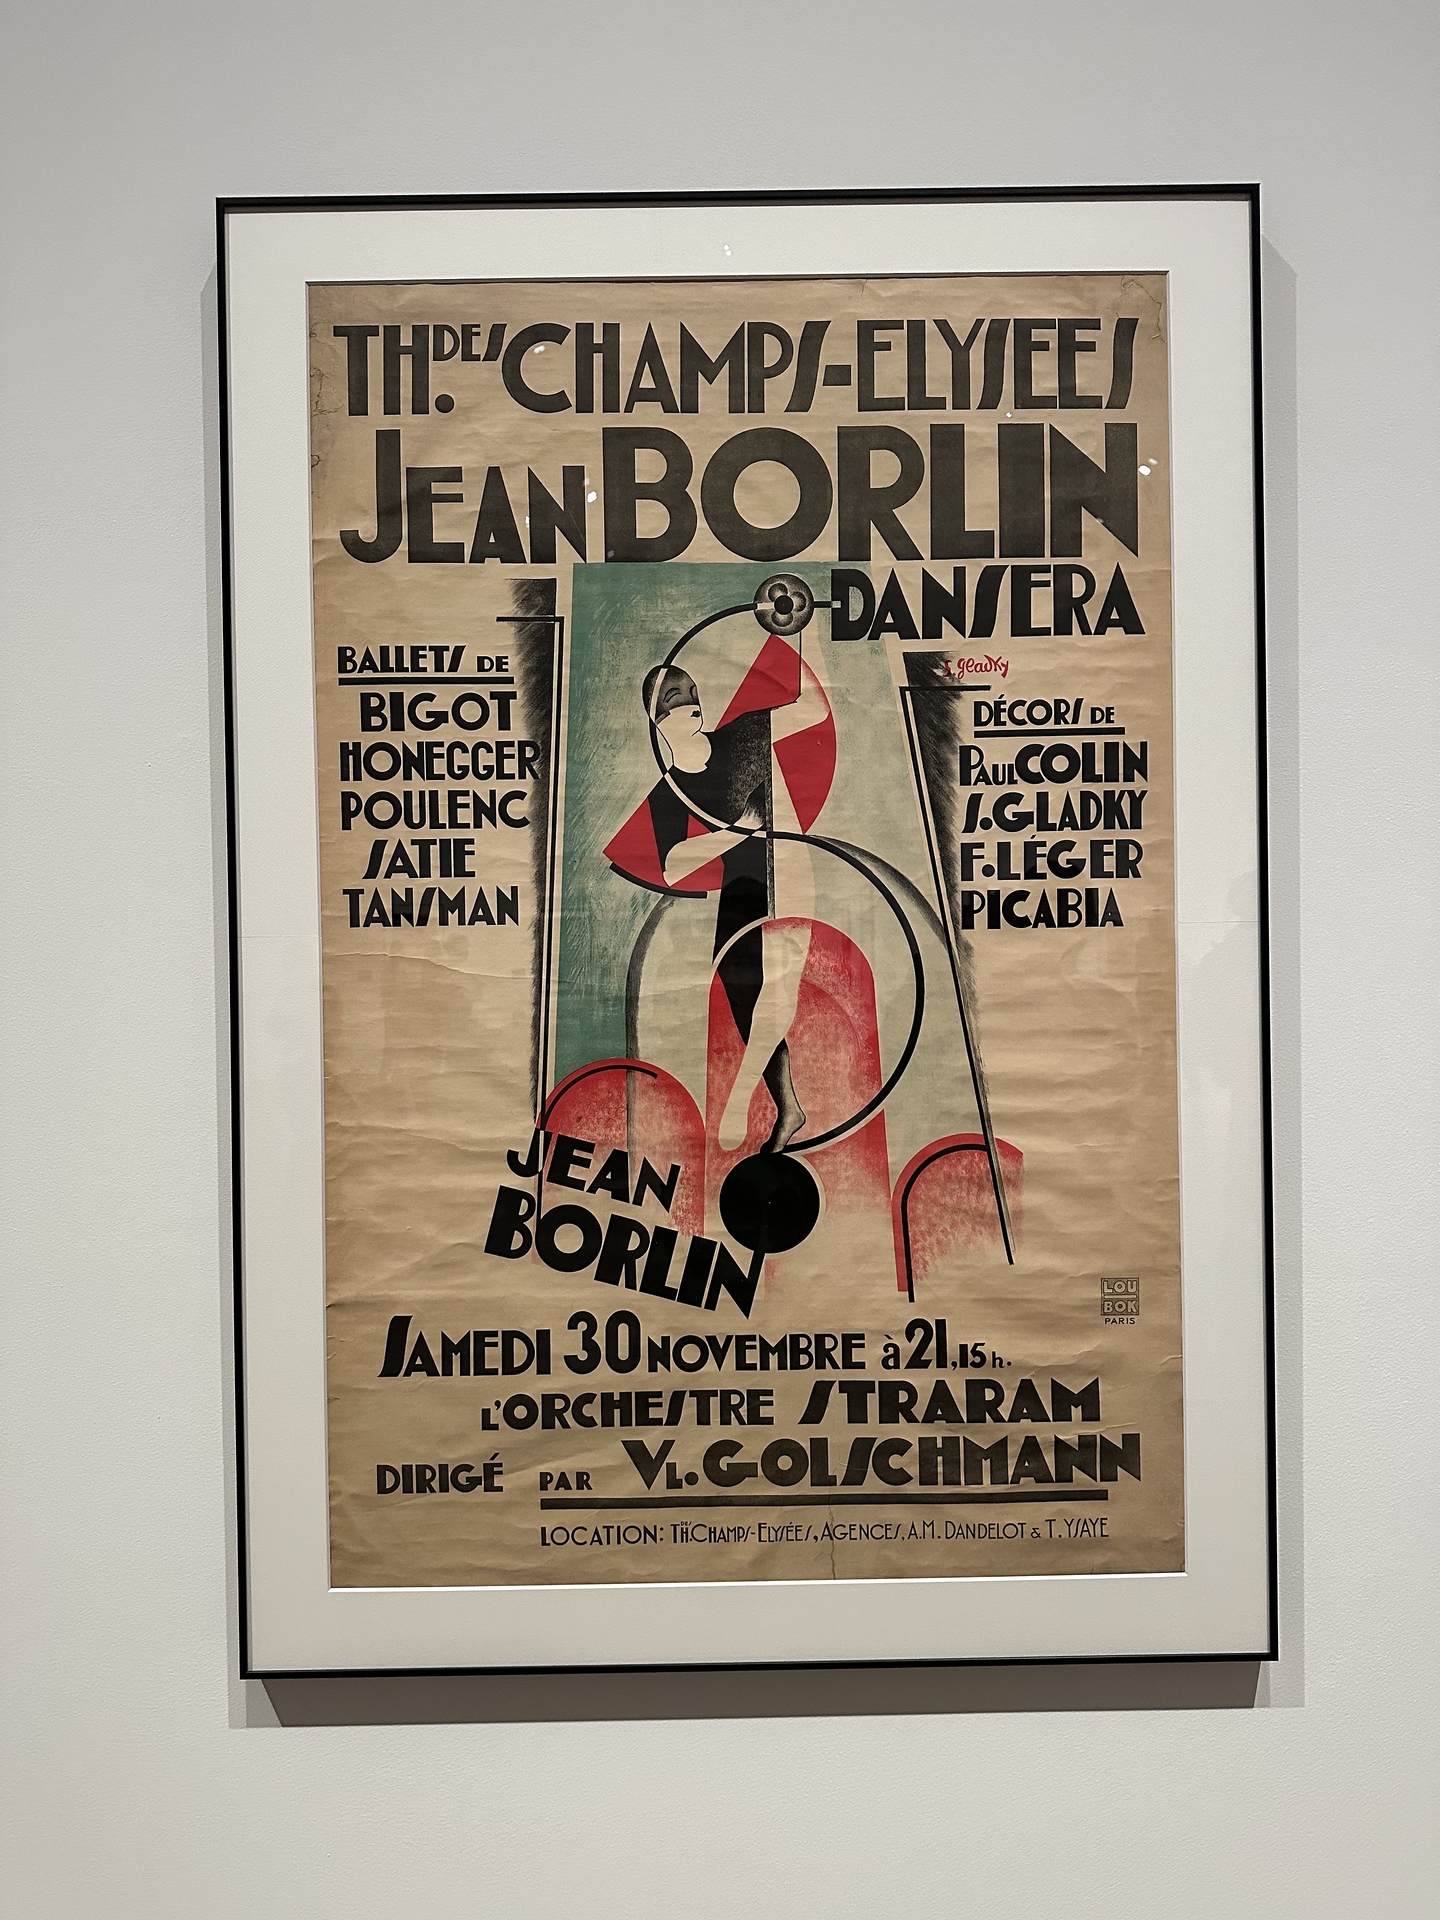 TH. DES CHAMPS-ELYSEES
JEAN BORLIN
DANSERA
S. gladky
BALLETS DE
BIGOT
HONEGGER
POULENC
SATIE
TANSMAN
DÉCORS DE
PAUL COLIN
S. GLADKY
F. LÉGER
PICABIA
JEAN
BORLIN
LOU
BOK
PARIS
SAMEDI 30 NOVEMBRE à 21,15 h.
L'ORCHESTRE STRARAM
DIRIGÉ PAR VL. GOLSCHMANN
LOCATION: TH. DES CHAMPS-ELYSÉES, AGENCES, A.M. DANDELOT & T. YSAYE